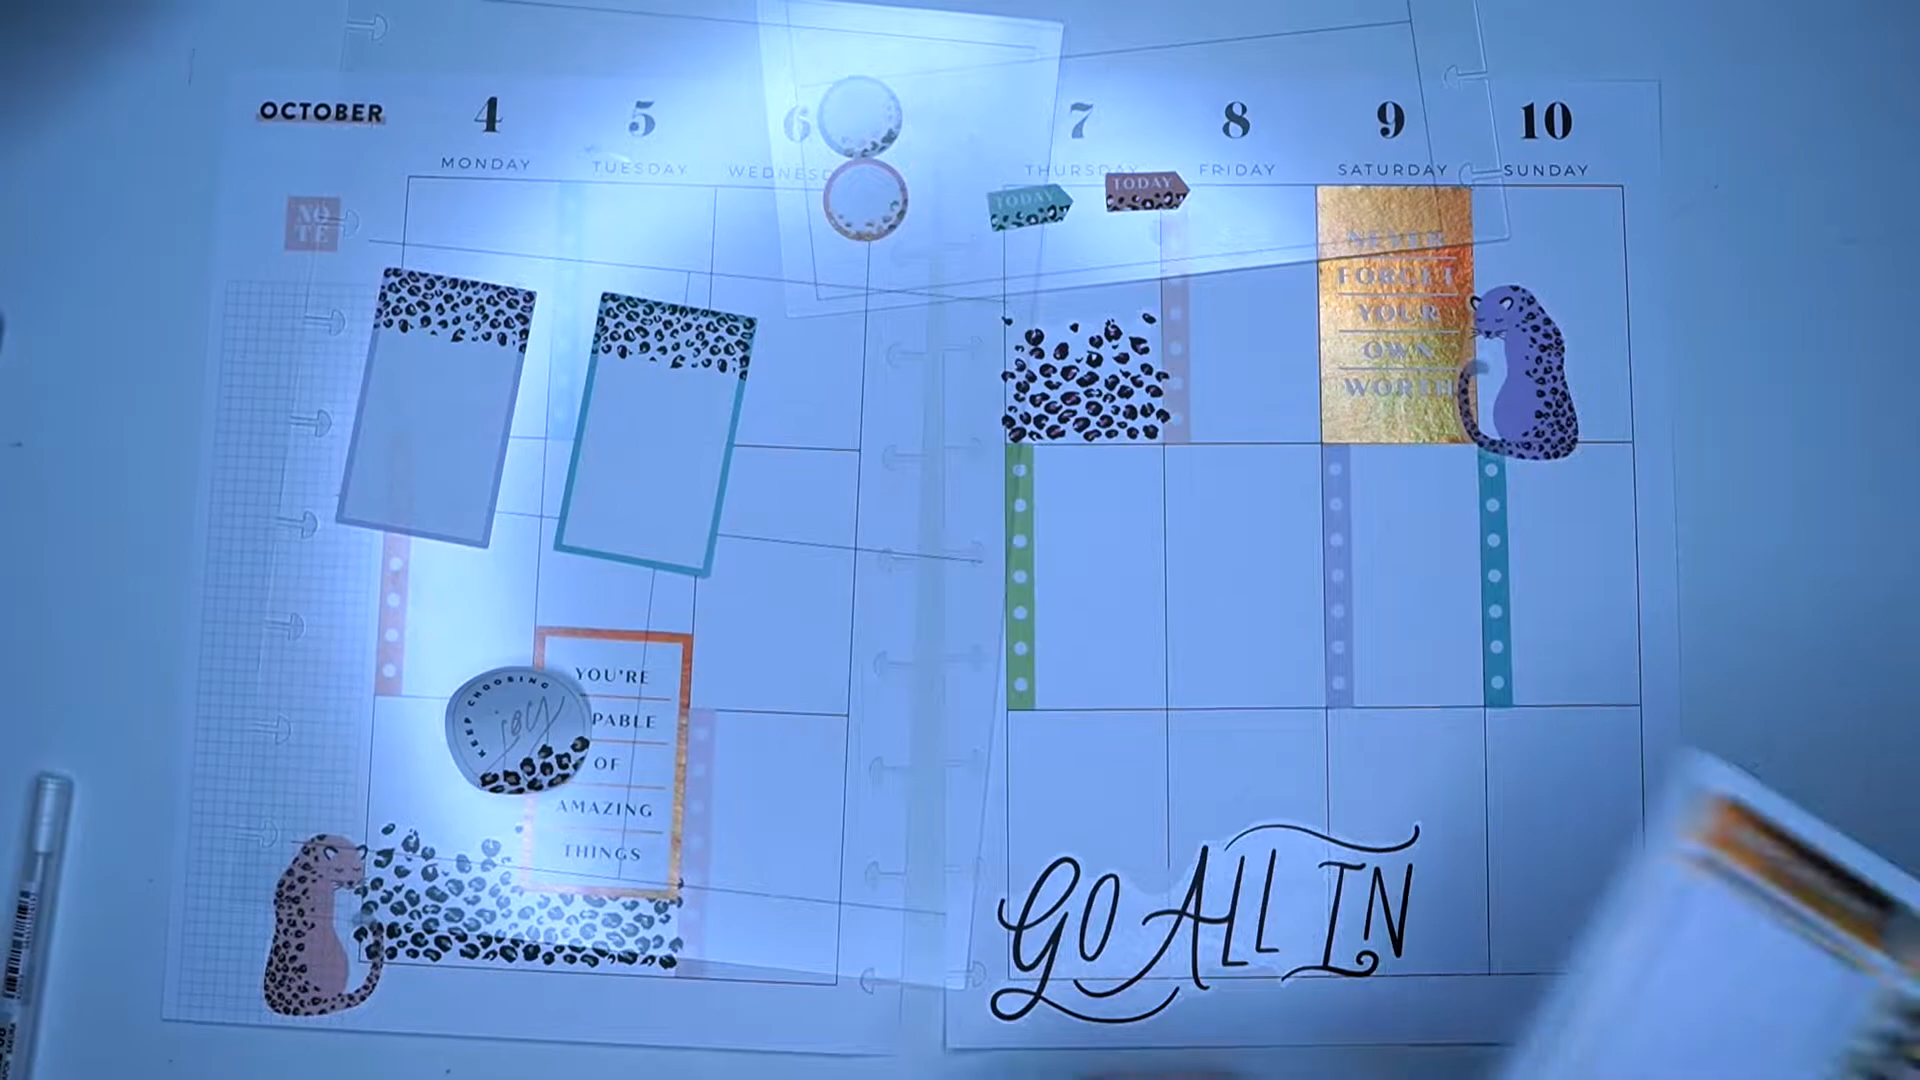 OCTOBER
4
5
6
7
8
9
10
MONDAY
TUESDAY
WEDNESD
THURSDAY
FRIDAY
SATURDAY
SUNDAY
NO
TE
TODAY
TODAY
NEVER
FORGET
YOUR
OWN
WORTH
KEEP CHOOSING
joy
YOU'RE
PABLE
OF
AMAZING
THINGS
GO ALL IN